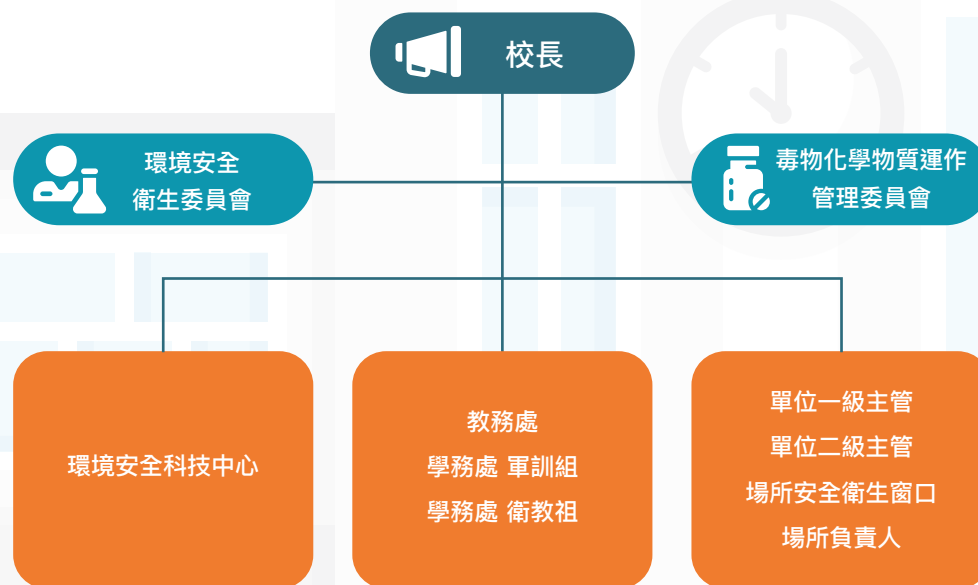 校長
環境安全
衛生委員會
毒物化學物質運作
管理委員會
環境安全科技中心
教務處
學務處 軍訓組
學務處 衛教祖
單位一級主管
單位二級主管
場所安全衛生窗口
場所負責人